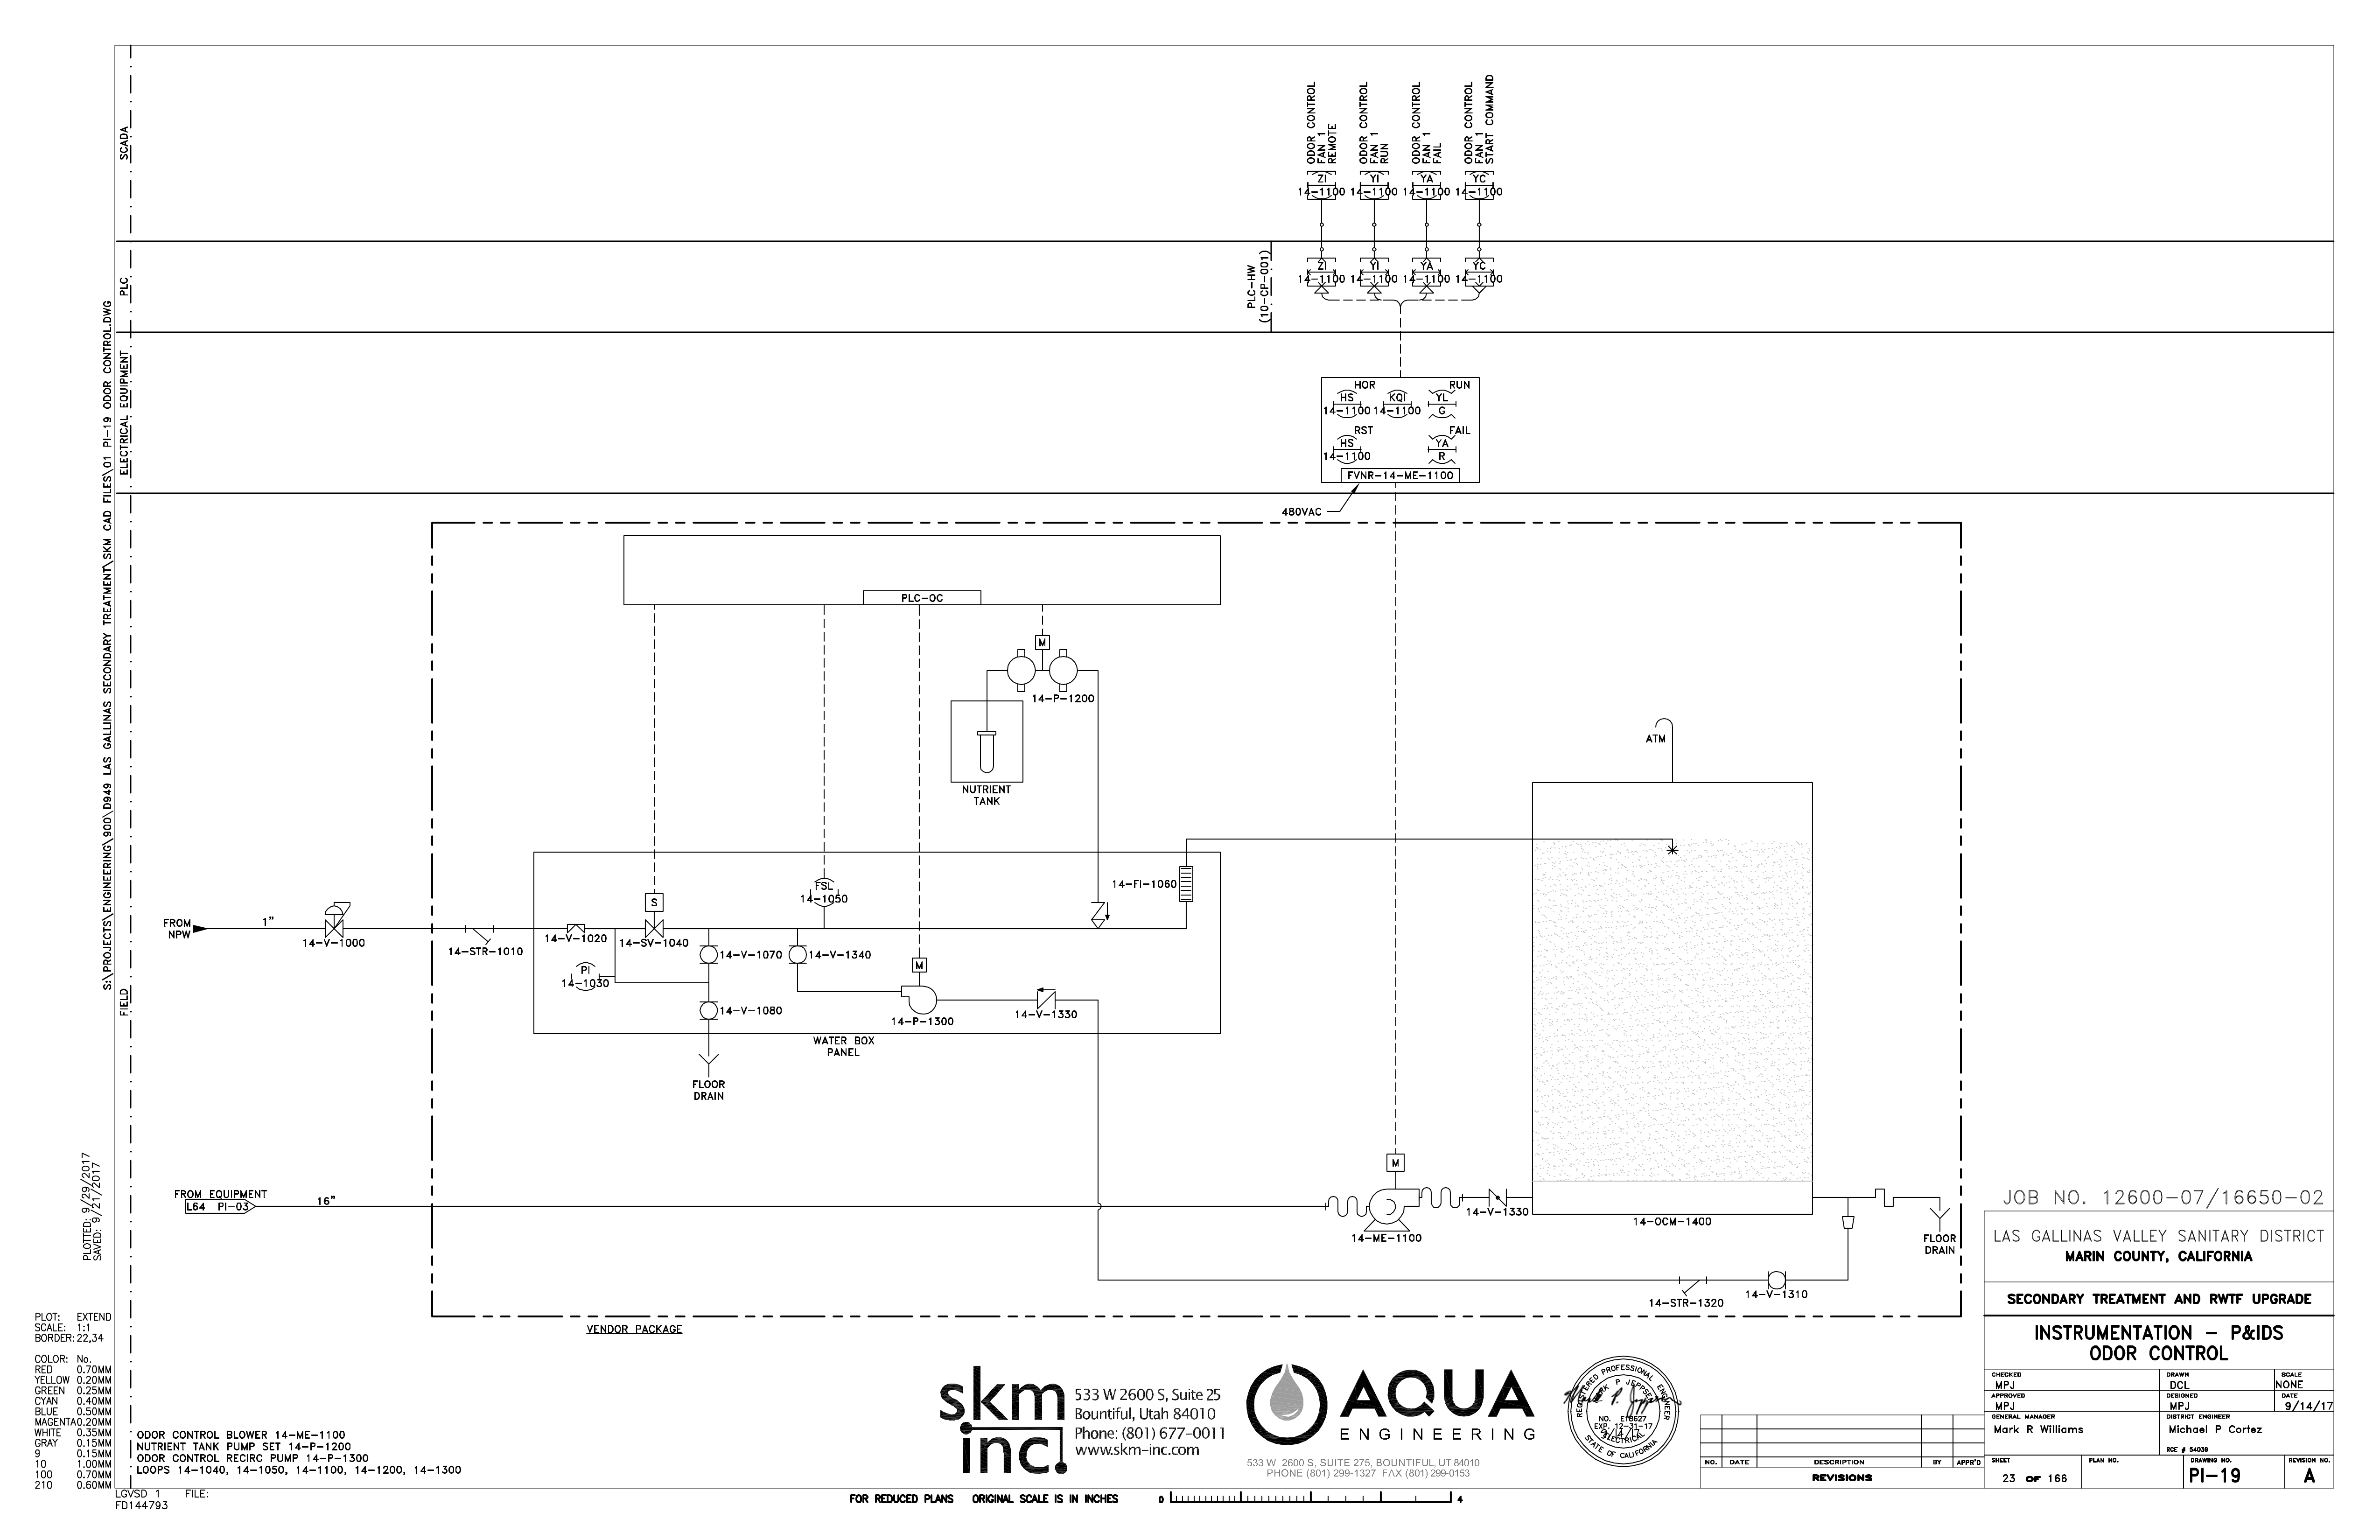 SCADA
PLC
ELECTRICAL EQUIPMENT
FIELD
S:\PROJECTS\ENGINEERING\900\D949 LAS GALLINAS SECONDARY TREATMENT\SKM CAD FILES\01 PI-19 ODOR CONTROL.DWG
PLOTTED: 9/29/2017
SAVED: 9/21/2017
ODOR CONTROL
FAN 1
REMOTE
ODOR CONTROL
FAN 1
RUN
ODOR CONTROL
FAN 1
FAIL
ODOR CONTROL
FAN 1
START COMMAND
ZI
14-1100
YI
14-1100
YA
14-1100
YC
14-1100
PLC-HW
(10-CP-001)
ZI
14-1100
YI
14-1100
YA
14-1100
YC
14-1100
HOR
HS
14-1100
KQI
14-1100
RUN
YL
G
RST
HS
14-1100
FAIL
YA
R
FVNR-14-ME-1100
480VAC
PLC-OC
M
14-P-1200
NUTRIENT
TANK
ATM
FROM
NPW
1"
14-V-1000
14-STR-1010
14-V-1020
S
14-SV-1040
FSL
14-1050
14-FI-1060
PI
14-1030
14-V-1070
14-V-1340
M
14-P-1300
14-V-1330
14-V-1080
WATER BOX
PANEL
FLOOR
DRAIN
FROM EQUIPMENT
L64 PI-03
16"
M
14-ME-1100
14-V-1330
14-OCM-1400
FLOOR
DRAIN
14-STR-1320
14-V-1310
VENDOR PACKAGE
PLOT: EXTEND
SCALE: 1:1
BORDER: 22,34
COLOR: No.
RED 0.70MM
YELLOW 0.20MM
GREEN 0.25MM
CYAN 0.40MM
BLUE 0.50MM
MAGENTA 0.20MM
WHITE 0.35MM
GRAY 0.15MM
9 0.15MM
10 1.00MM
100 0.70MM
210 0.60MM
ODOR CONTROL BLOWER 14-ME-1100
NUTRIENT TANK PUMP SET 14-P-1200
ODOR CONTROL RECIRC PUMP 14-P-1300
LOOPS 14-1040, 14-1050, 14-1100, 14-1200, 14-1300
LGVSD 1 FILE:
FD144793
skm
inc.
533 W 2600 S, Suite 25
Bountiful, Utah 84010
Phone: (801) 677-0011
www.skm-inc.com
AQUA
ENGINEERING
533 W 2600 S, SUITE 275, BOUNTIFUL, UT 84010
PHONE (801) 299-1327 FAX (801) 299-0153
REGISTERED PROFESSIONAL ENGINEER
MARK P JEPPSEN
NO. E18627
EXP. 12-31-17
9/14/17
ELECTRICAL
STATE OF CALIFORNIA
FOR REDUCED PLANS ORIGINAL SCALE IS IN INCHES
0 4
NO. DATE DESCRIPTION BY APPR'D
REVISIONS
JOB NO. 12600-07/16650-02
LAS GALLINAS VALLEY SANITARY DISTRICT
MARIN COUNTY, CALIFORNIA
SECONDARY TREATMENT AND RWTF UPGRADE
INSTRUMENTATION - P&IDS
ODOR CONTROL
CHECKED
MPJ
DRAWN
DCL
SCALE
NONE
APPROVED
MPJ
DESIGNED
MPJ
DATE
9/14/17
GENERAL MANAGER
Mark R Williams
DISTRICT ENGINEER
Michael P Cortez
RCE # 54039
SHEET
23 OF 166
PLAN NO.
DRAWING NO.
PI-19
REVISION NO.
A